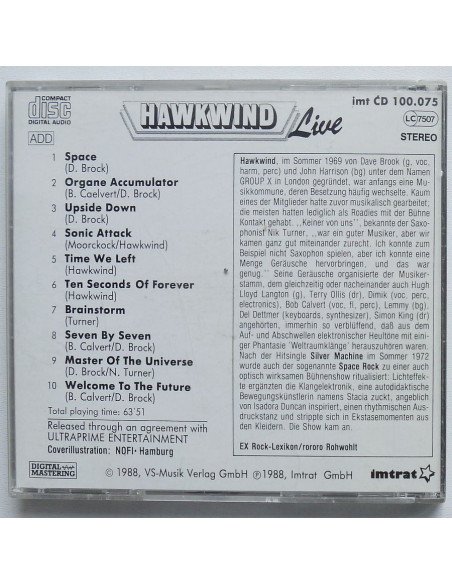 COMPACT
disc
DIGITAL AUDIO
ADD
HAWKWIND
Live
imt CD 100.075
LC 7507
STEREO
1 Space
(D. Brock)
2 Organe Accumulator
(B. Caelvert/D. Brock)
3 Upside Down
(D. Brock)
4 Sonic Attack
(Moorckock/Hawkwind)
5 Time We Left
(Hawkwind)
6 Ten Seconds Of Forever
(Hawkwind)
7 Brainstorm
(Turner)
8 Seven By Seven
(B. Calvert/D. Brock)
9 Master Of The Universe
(D. Brock/N. Turner)
10 Welcome To The Future
(B. Calvert/D. Brock)
Total playing time: 63'51
Released through an agreement with
ULTRAPRIME ENTERTAINMENT
Coverillustration: NQFI• Hamburg
Hawkwind, im Sommer 1969 von Dave Brook (g, voc,
harm, perc) und John Harrison (bg) unter dem Namen
GROUP X in London gegründet, war anfangs eine Mu-
sikkommune, deren Besetzung häufig wechselte. Kaum
eines der Mitglieder hatte zuvor musikalisch gearbeitet;
die meisten hatten lediglich als Roadies mit der Bühne
Kontakt gehabt. „Keiner von uns", bekannte der Saxo-
phonist Nik Turner, „war ein guter Musiker, aber wir
kamen ganz gut miteinander zurecht. Ich konnte zum
Beispiel nicht Saxophon spielen, aber ich konnte eine
Menge Geräusche hervorbringen, und das war
genug." Seine Geräusche organisierte der Musiker-
stamm, dem gleichzeitig oder nacheinander auch Hugh
Lloyd Langton (g), Terry Ollis (dr), Dimik (voc, perc,
electronics), Bob Calvert (voc, fl, perc), Lemmy (voc, bg),
Del Dettmer (keyboards, synthesizer), Simon King (dr)
angehörten, immerhin so verblüffend, daß aus dem
Auf- und Abschwellen elektronischer Heultöne mit eini-
ger Phantasie 'Weltraumklänge' herauszuhören waren.
Nach der Hitsingle Silver Machine im Sommer 1972
wurde auch der sogenannte Space Rock zu einer auch
optisch wirksamen Bühnenshow ritualisiert: Lichteffek-
te ergänzten die Klangelektronik, eine autodidaktische
Bewegungskünstlerin namens Stacia zuckt, angeblich
von Isadora Duncan inspiriert, einen rhythmischen Aus-
druckstanz und strippte sich in Ekstasemomenten aus
den Kleidern. Die Show kam an.
EX Rock-Lexikon/roro Rohwohlt
DIGITAL
MASTERING
© 1988, VS-Musik Verlag GmbH ℗ 1988, Imtrat GmbH
imtrat